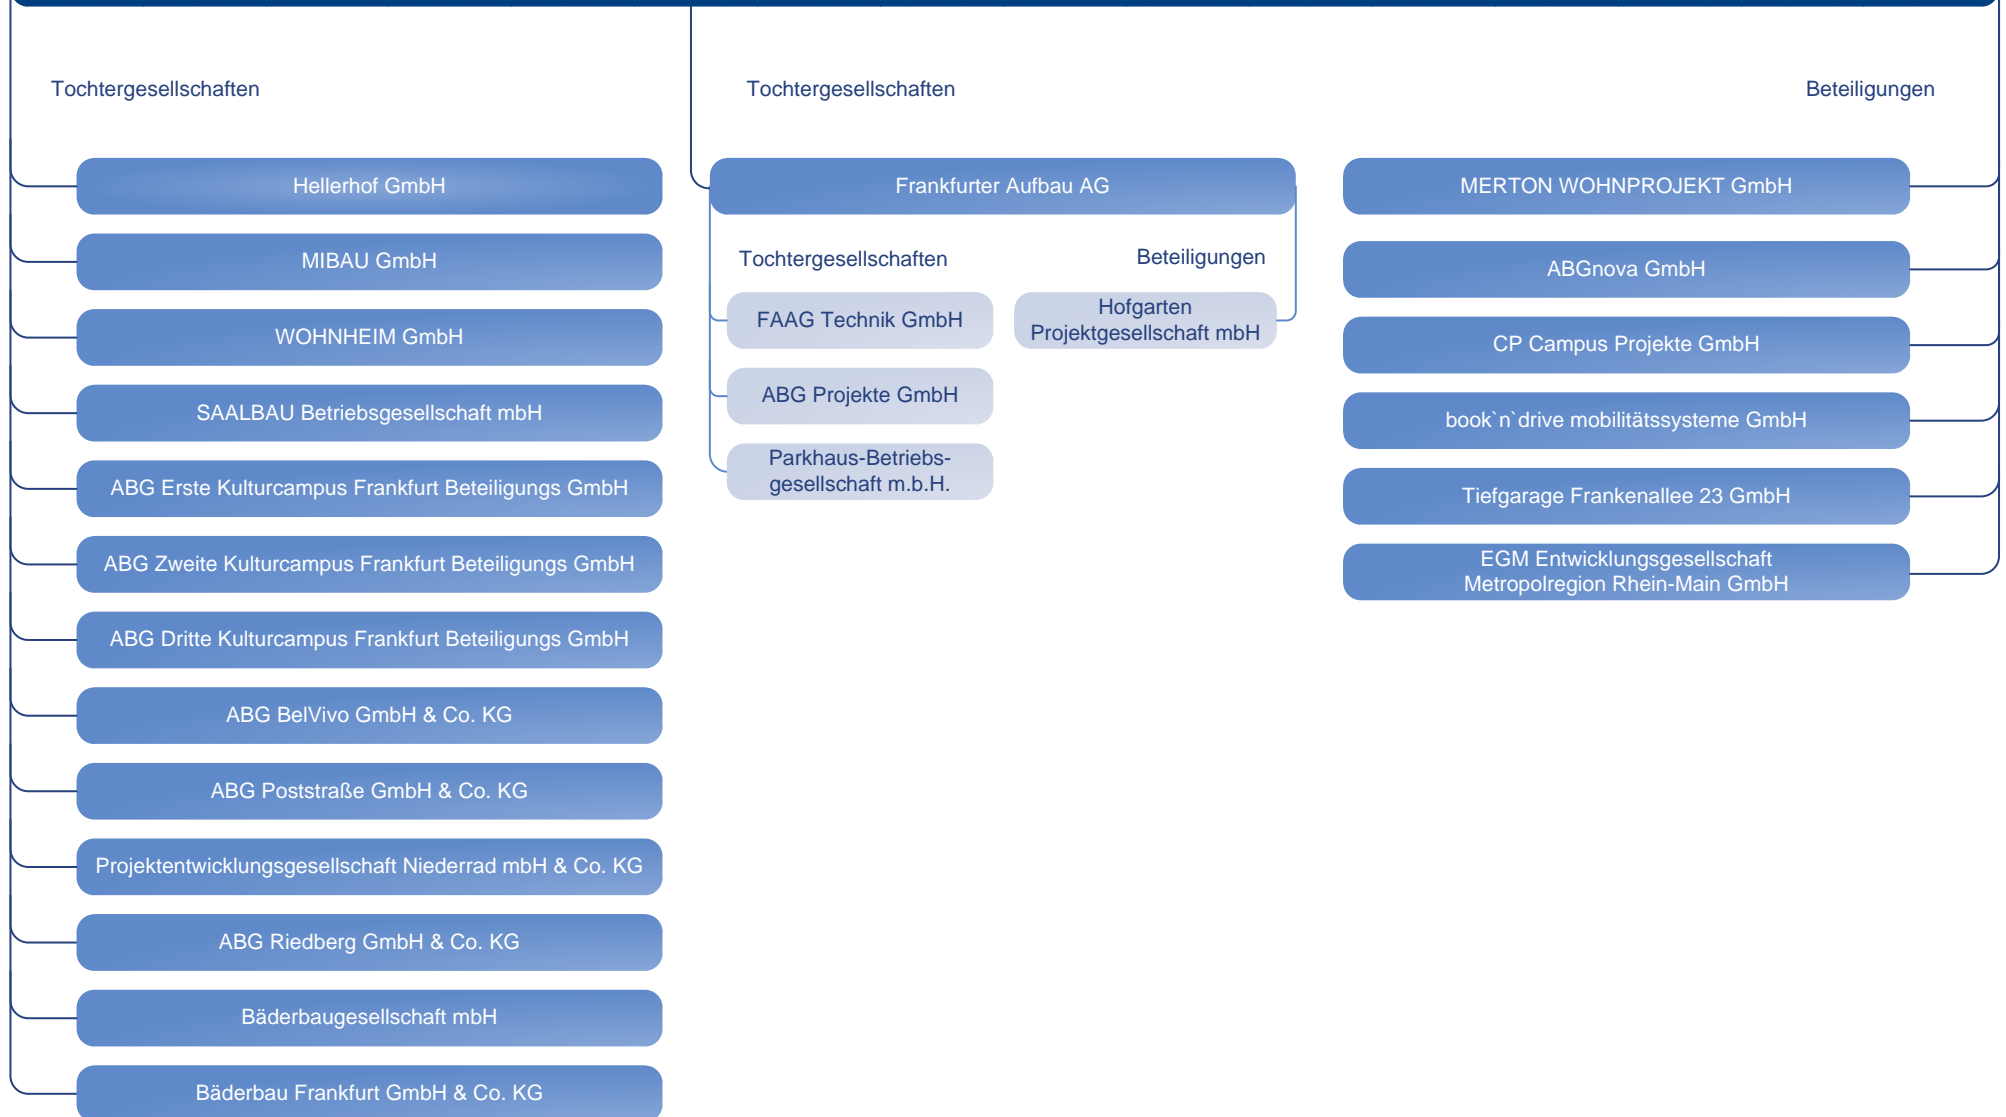 Tochtergesellschaften
Hellerhof GmbH
MIBAU GmbH
WOHNHEIM GmbH
SAALBAU Betriebsgesellschaft mbH
ABG Erste Kulturcampus Frankfurt Beteiligungs GmbH
ABG Zweite Kulturcampus Frankfurt Beteiligungs GmbH
ABG Dritte Kulturcampus Frankfurt Beteiligungs GmbH
ABG BelVivo GmbH & Co. KG
ABG Poststraße GmbH & Co. KG
Projektentwicklungsgesellschaft Niederrad mbH & Co. KG
ABG Riedberg GmbH & Co. KG
Bäderbaugesellschaft mbH
Bäderbau Frankfurt GmbH & Co. KG
Tochtergesellschaften
Frankfurter Aufbau AG
Tochtergesellschaften
FAAG Technik GmbH
ABG Projekte GmbH
Parkhaus-Betriebs-
gesellschaft m.b.H.
Beteiligungen
Hofgarten
Projektgesellschaft mbH
Beteiligungen
MERTON WOHNPROJEKT GmbH
ABGnova GmbH
CP Campus Projekte GmbH
book`n`drive mobilitätssysteme GmbH
Tiefgarage Frankenallee 23 GmbH
EGM Entwicklungsgesellschaft
Metropolregion Rhein-Main GmbH